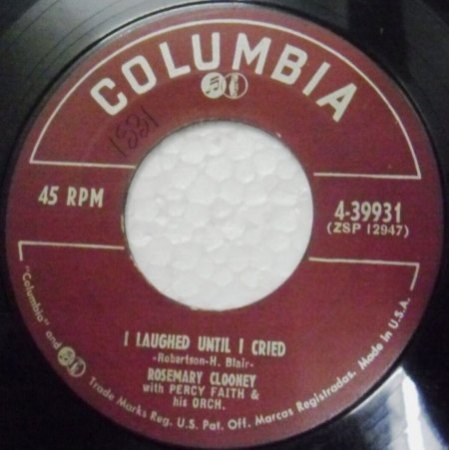 COLUMBIA
1331
45 RPM
4-39931
(ZSP 12947)
I LAUGHED UNTIL I CRIED
-Robertson-H. Blair-
ROSEMARY CLOONEY
with PERCY FAITH &
his ORCH.
"Columbia" and Trade Marks Reg. U.S. Pat. Off. Marcas Registradas. Made in U.S.A.